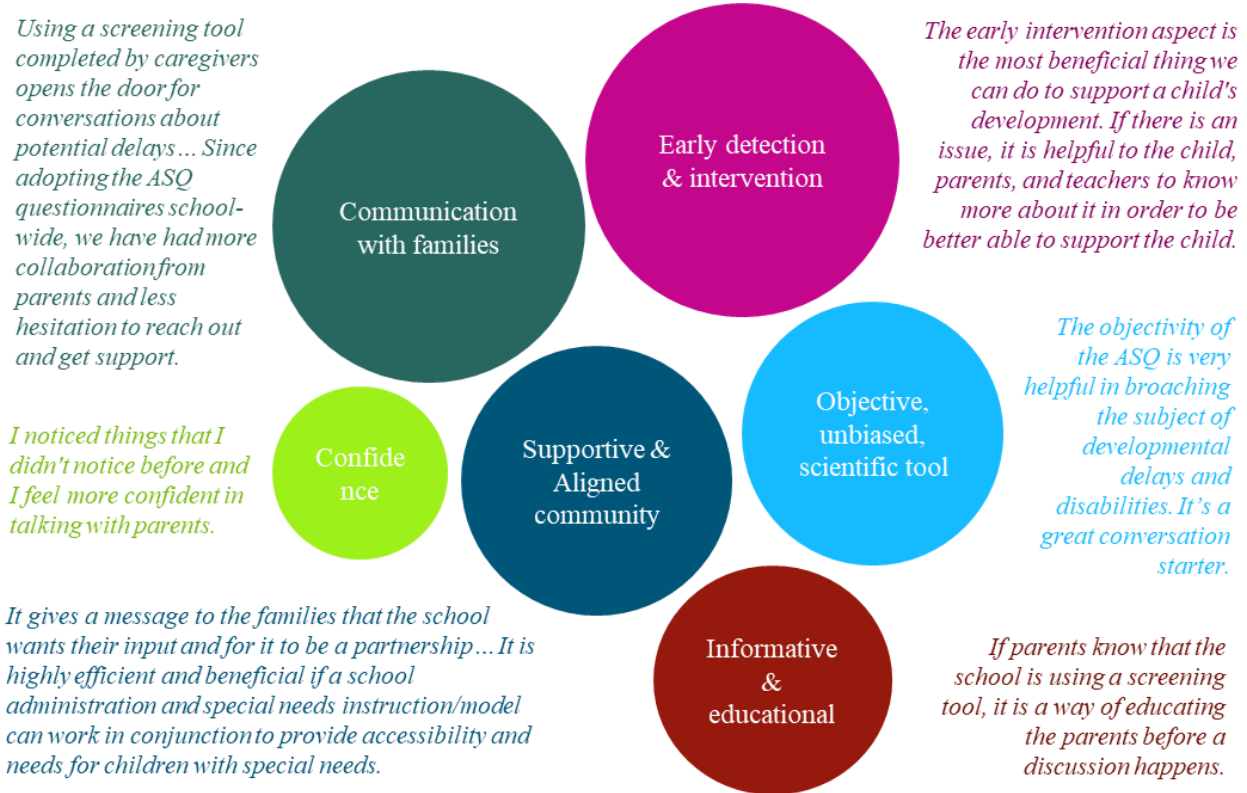 Using a screening tool
completed by caregivers
opens the door for
conversations about
potential delays… Since
adopting the ASQ
questionnaires school-
wide, we have had more
collaboration from
parents and less
hesitation to reach out
and get support.
Communication
with families
Early detection
& intervention
The early intervention aspect is
the most beneficial thing we
can do to support a child's
development. If there is an
issue, it is helpful to the child,
parents, and teachers to know
more about it in order to be
better able to support the child.
I noticed things that I
didn't notice before and
I feel more confident in
talking with parents.
Confide
nce
Supportive &
Aligned
community
Objective,
unbiased,
scientific tool
The objectivity of
the ASQ is very
helpful in broaching
the subject of
developmental
delays and
disabilities. It’s a
great conversation
starter.
It gives a message to the families that the school
wants their input and for it to be a partnership… It is
highly efficient and beneficial if a school
administration and special needs instruction/model
can work in conjunction to provide accessibility and
needs for children with special needs.
Informative
&
educational
If parents know that the
school is using a screening
tool, it is a way of educating
the parents before a
discussion happens.